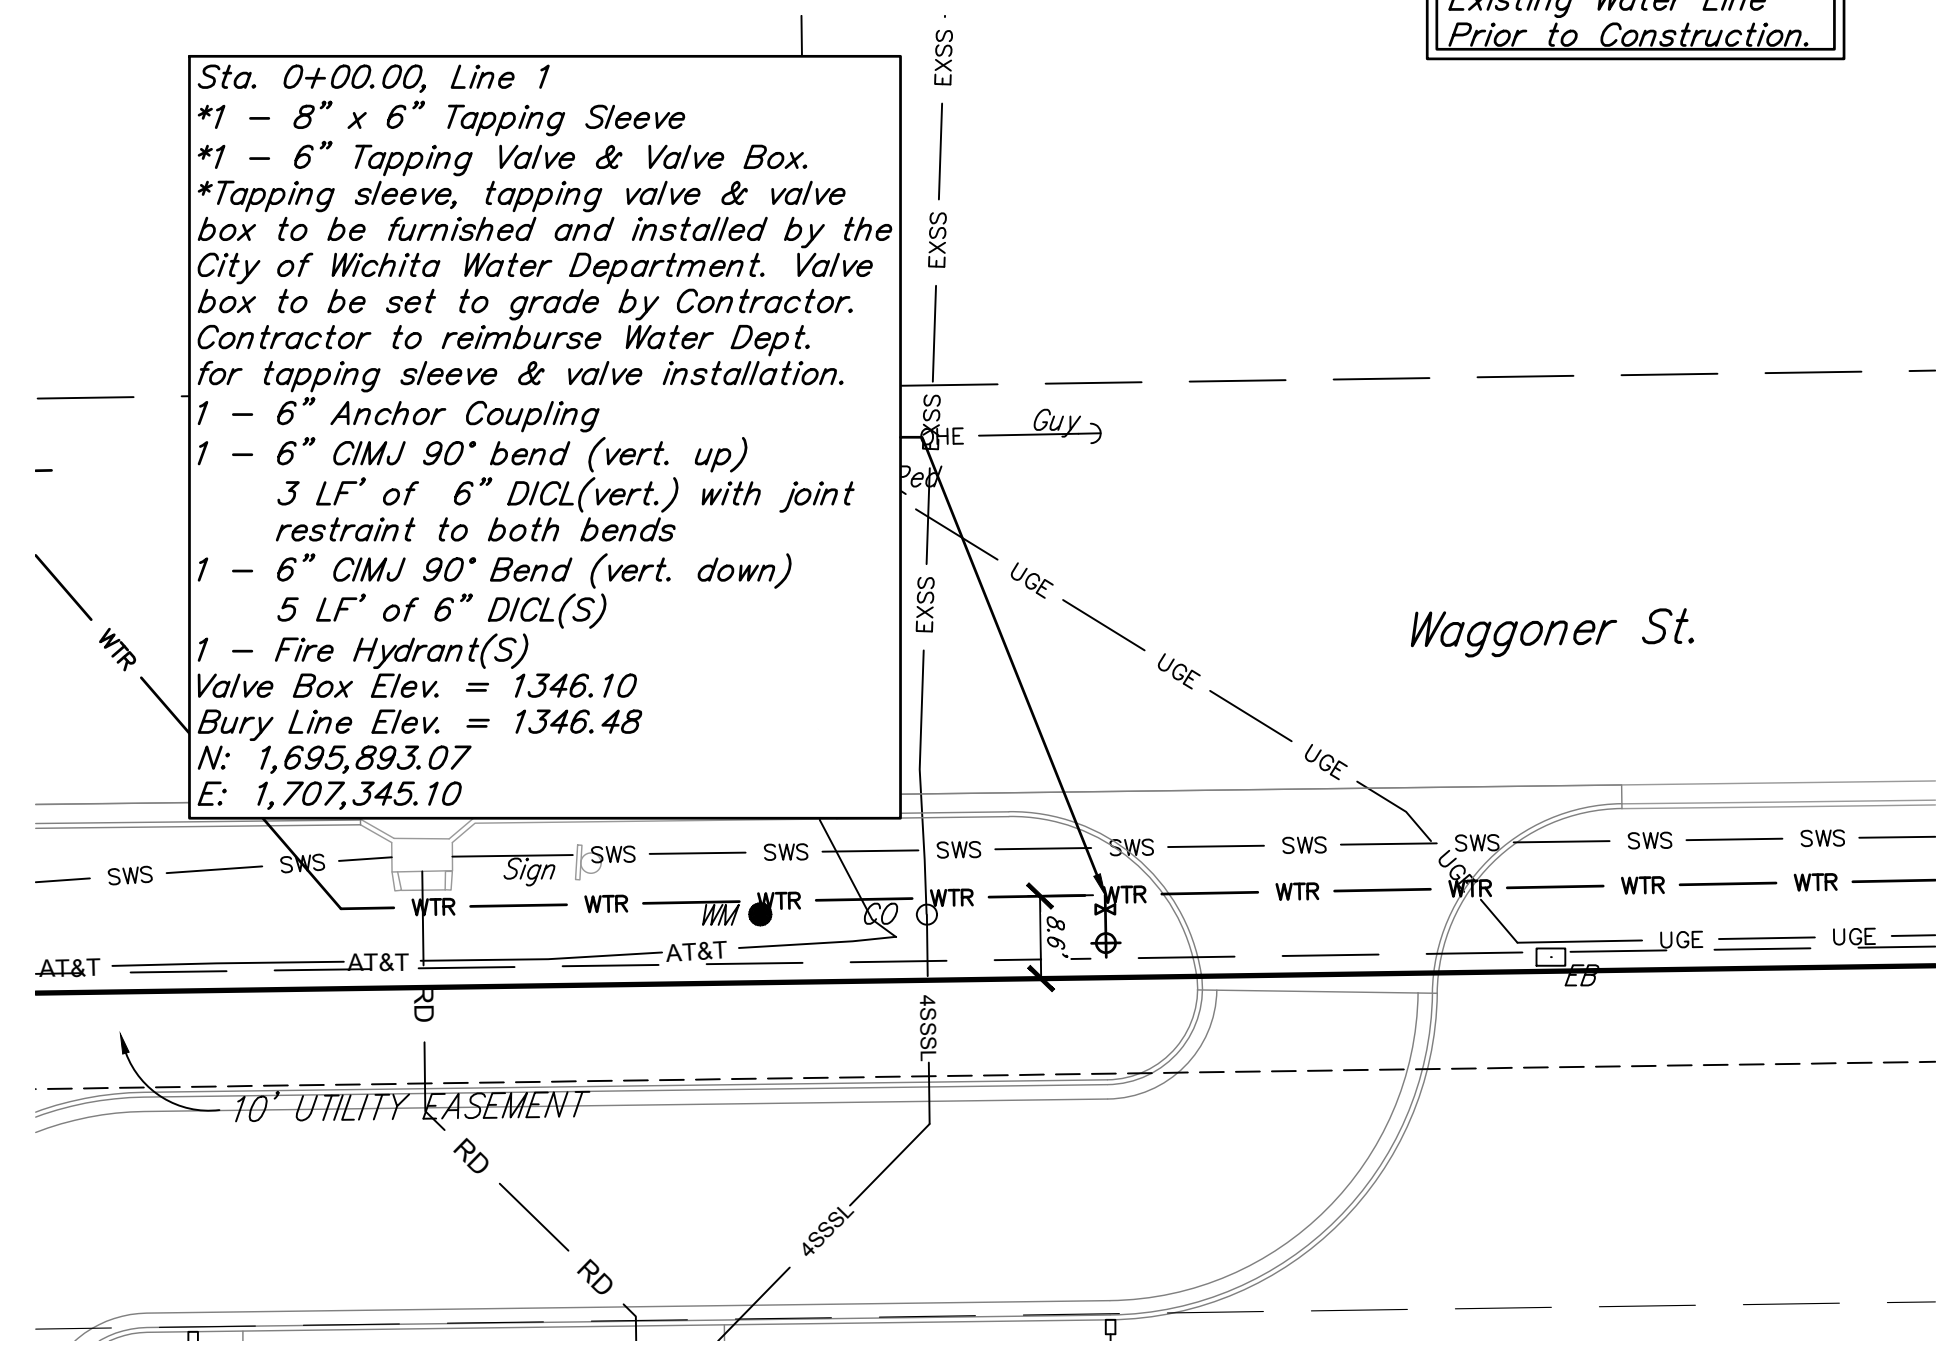 Existing Water Line
Prior to Construction.
Sta. 0+00.00, Line 1
*1 – 8” x 6” Tapping Sleeve
*1 – 6” Tapping Valve & Valve Box.
*Tapping sleeve, tapping valve & valve
box to be furnished and installed by the
City of Wichita Water Department. Valve
box to be set to grade by Contractor.
Contractor to reimburse Water Dept.
for tapping sleeve & valve installation.
1 – 6” Anchor Coupling
1 – 6” CIMJ 90° bend (vert. up)
3 LF’ of 6” DICL(vert.) with joint
restraint to both bends
1 – 6” CIMJ 90° Bend (vert. down)
5 LF’ of 6” DICL(S)
1 – Fire Hydrant(S)
Valve Box Elev. = 1346.10
Bury Line Elev. = 1346.48
N: 1,695,893.07
E: 1,707,345.10
EXSS
EXSS
EXSS
EXSS
OHE
Guy
Ped
UGE
UGE
UGE
UGE
Waggoner St.
WTR
SWS
SWS
Sign
SWS
SWS
SWS
SWS
SWS
SWS
SWS
SWS
WTR
WTR
WM
WTR
CO
WTR
WTR
WTR
WTR
WTR
WTR
8.6’
AT&T
AT&T
AT&T
UGE
UGE
EB
RD
4SSSL
10’ UTILITY EASEMENT
RD
4SSSL
RD